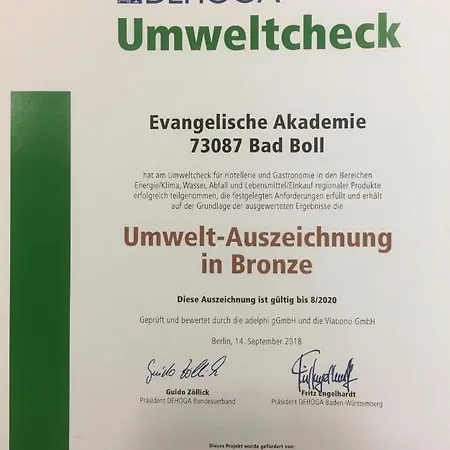 DEHOGA
Umweltcheck
Evangelische Akademie
73087 Bad Boll
hat am Umweltcheck für Hotellerie und Gastronomie in den Bereichen
Energie/Klima, Wasser, Abfall und Lebensmittel/Einkauf regionaler Produkte
erfolgreich teilgenommen, die festgelegten Anforderungen erfüllt und erhält
auf der Grundlage der ausgewerteten Ergebnisse die
Umwelt-Auszeichnung
in Bronze
Diese Auszeichnung ist gültig bis 8/2020
Geprüft und bewertet durch die adelphi gGmbH und die Viabono GmbH
Berlin, 14. September 2018
Guido Zöllick
Guido Zöllick Fritz Engelhardt
Präsident DEHOGA Bundesverband Präsident DEHOGA Baden-Württemberg
Dieses Projekt wurde gefördert von: